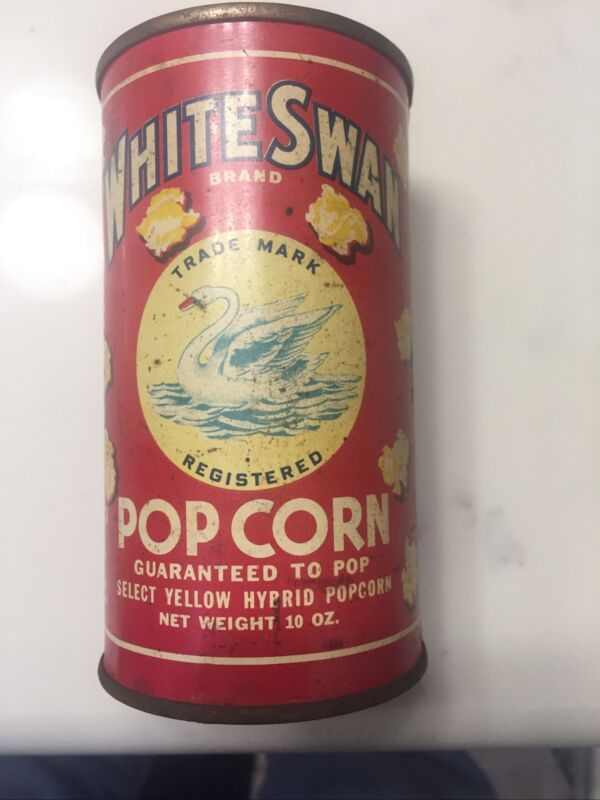 WHITE SWAN
BRAND
TRADE MARK
REGISTERED
POP CORN
GUARANTEED TO POP
SELECT YELLOW HYBRID POPCORN
NET WEIGHT 10 OZ.